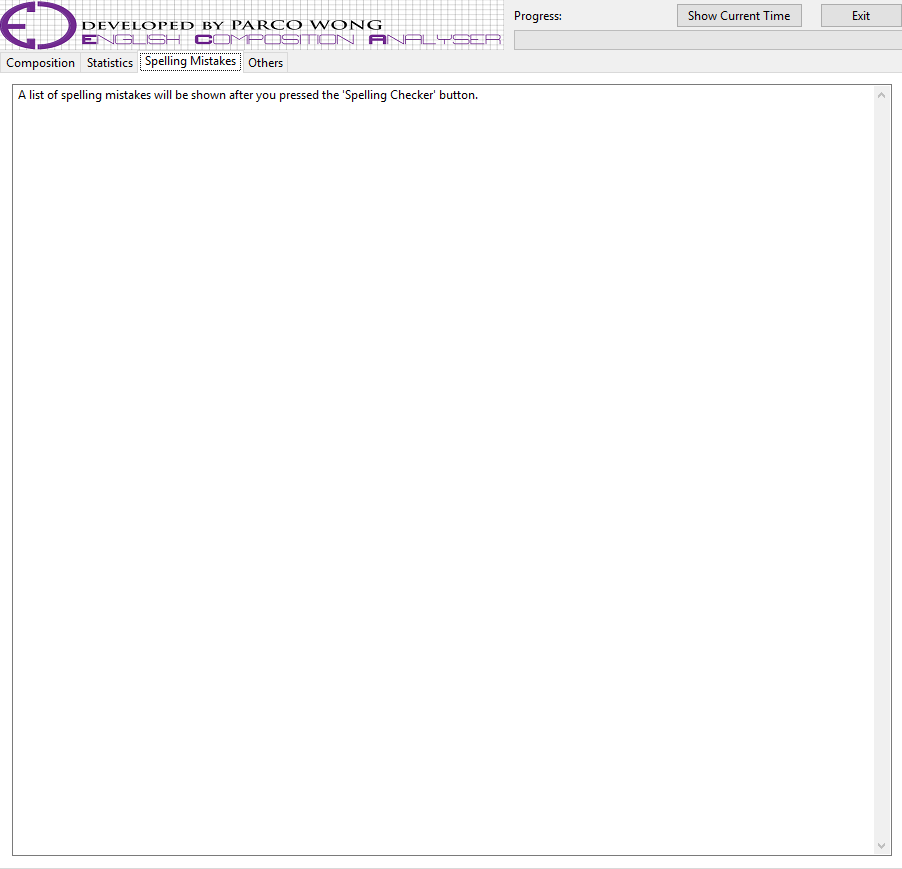 DEVELOPED BY PARCO WONG
ENGLISH COMPOSITION ANALYSER
Progress:
Show Current Time
Exit
Composition
Statistics
Spelling Mistakes
Others
A list of spelling mistakes will be shown after you pressed the 'Spelling Checker' button.